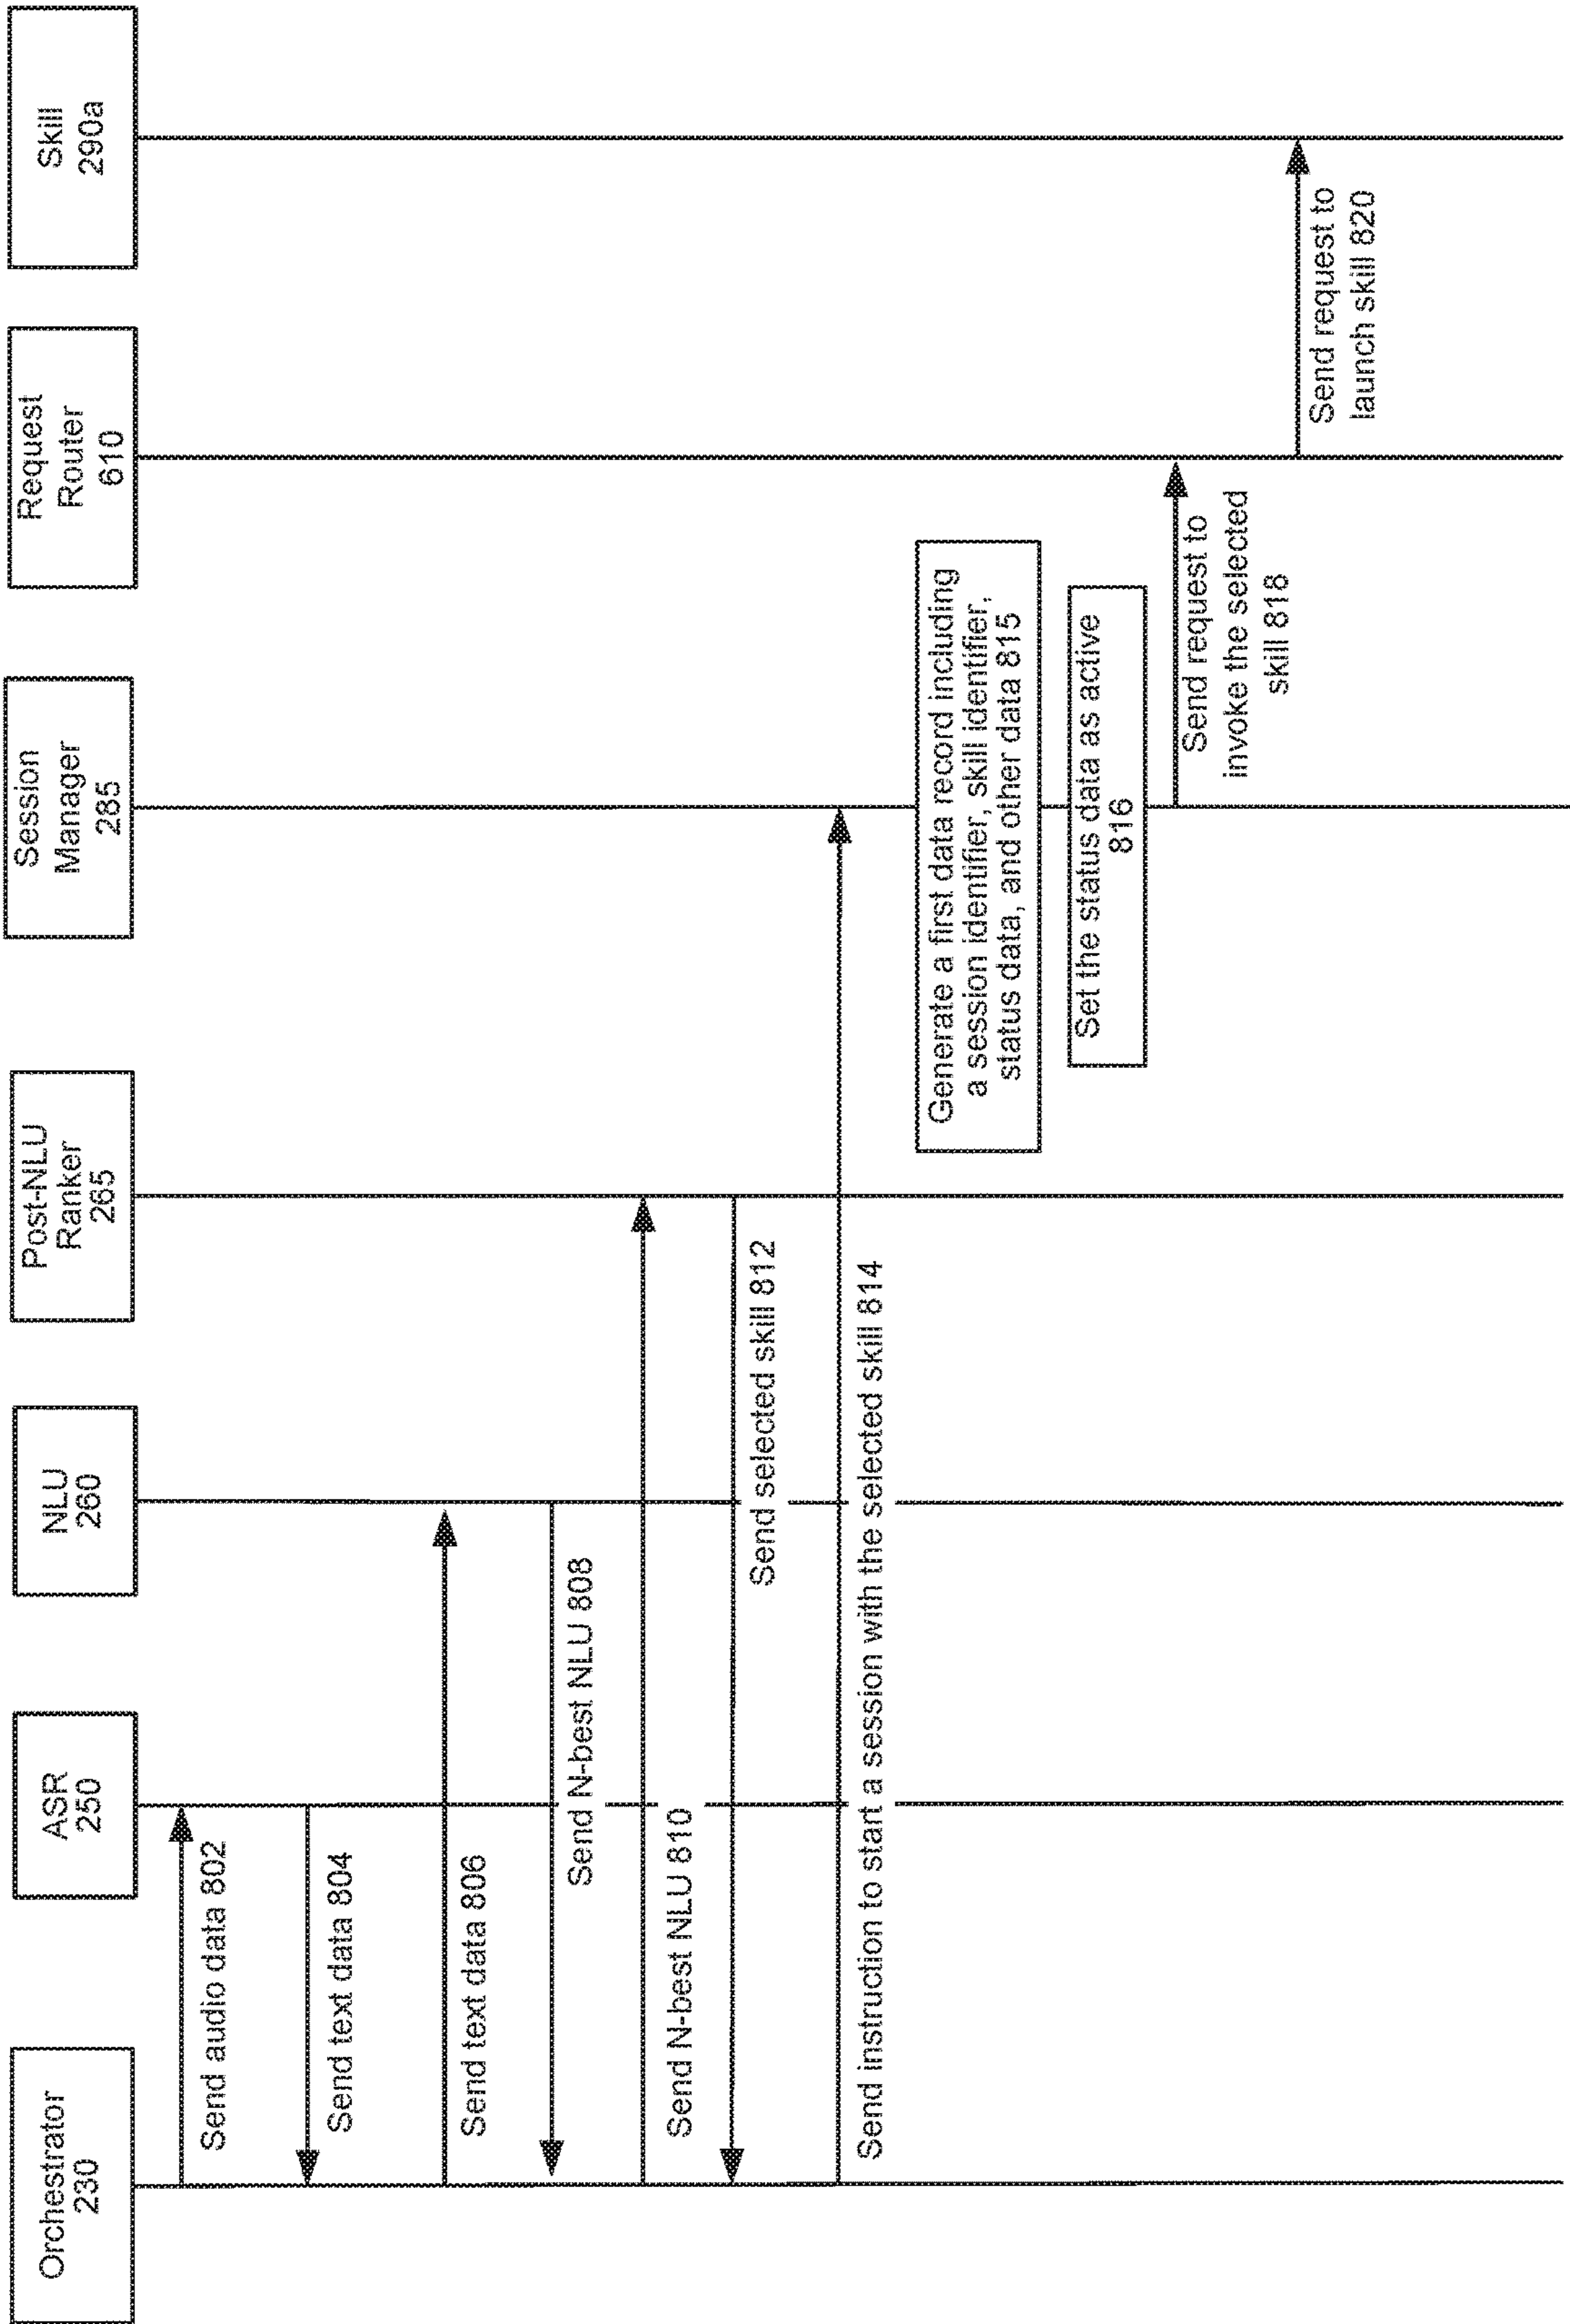 Orchestrator
230
ASR
250
NLU
260
Post-NLU
Ranker
265
Session
Manager
285
Request
Router
610
Skill
290a
Send audio data 802
Send text data 804
Send text data 806
Send N-best NLU 808
Send N-best NLU 810
Send selected skill 812
Send instruction to start a session with the selected skill 814
Generate a first data record including
a session identifier, skill identifier,
status data, and other data 815
Set the status data as active
816
Send request to
invoke the selected
skill 818
Send request to
launch skill 820